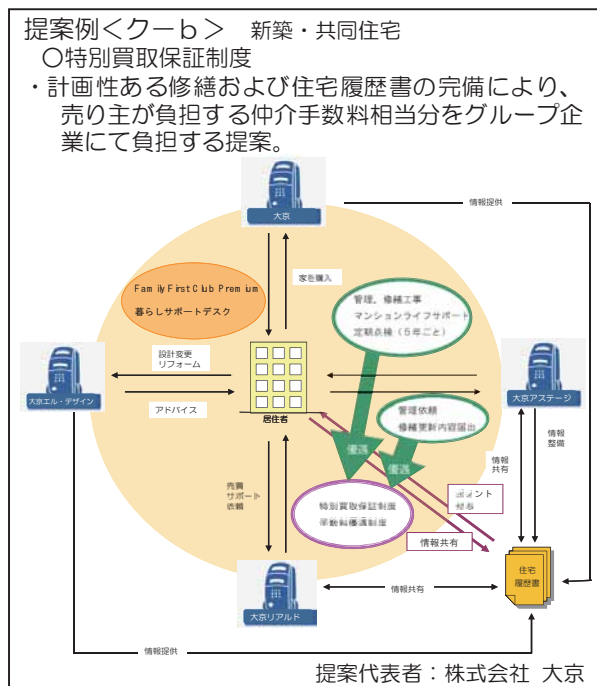 提案例＜クーｂ＞　新築・共同住宅
〇特別買取保証制度
・計画性ある修繕および住宅履歴書の完備により、
売り主が負担する仲介手数料相当分をグループ企
業にて負担する提案。
大京
情報提供
家を購入
Family First Club Premium
暮らしサポートデスク
管理、修繕工事
マンションライフサポート
定期点検（５年ごと）
設計変更
リフォーム
大京エル・デザイン
アドバイス
居住者
大京アステージ
管理依頼
修繕更新内容届出
優遇
優遇
情報
共有
情報
整備
売買
サポート
依頼
特別買取保証制度
手数料優遇制度
ポイント
付与
情報共有
住宅
履歴書
大京リアルド
情報共有
情報提供
提案代表者：株式会社 大京